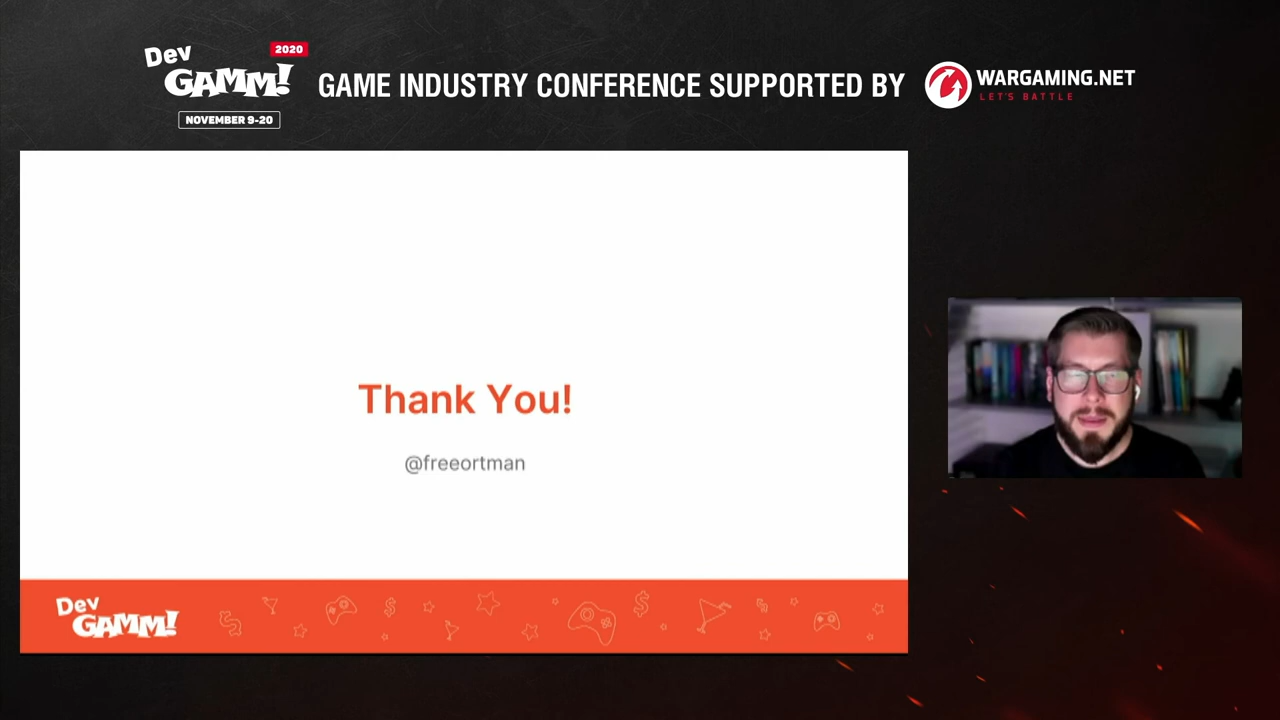 Dev
GAMM!
2020
NOVEMBER 9-20
GAME INDUSTRY CONFERENCE SUPPORTED BY
WARGAMING.NET
LET'S BATTLE
Thank You!
@freeortman
Dev
GAMM!